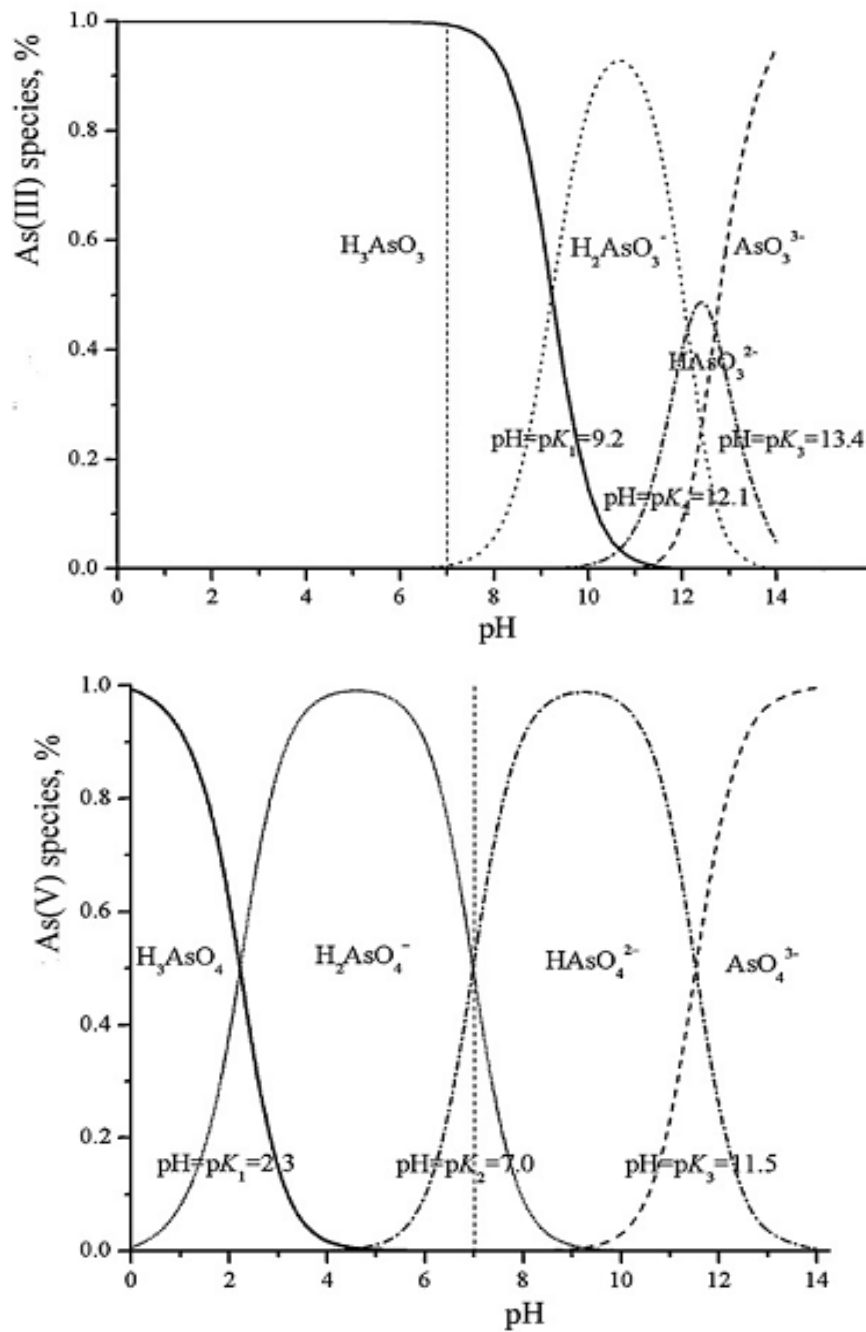 As(III) species, %
1.0
0.8
0.6
0.4
0.2
0.0
H₃AsO₃
H₂AsO₃⁻
AsO₃³⁻
HAsO₃²⁻
pH=pK₁=9.2
pH=pK₃=13.4
pH=pK₂=12.1
0 2 4 6 8 10 12 14
pH
As(V) species, %
1.0
0.8
0.6
0.4
0.2
0.0
H₃AsO₄
H₂AsO₄⁻
HAsO₄²⁻
AsO₄³⁻
pH=pK₁=2.3
pH=pK₂=7.0
pH=pK₃=11.5
0 2 4 6 8 10 12 14
pH